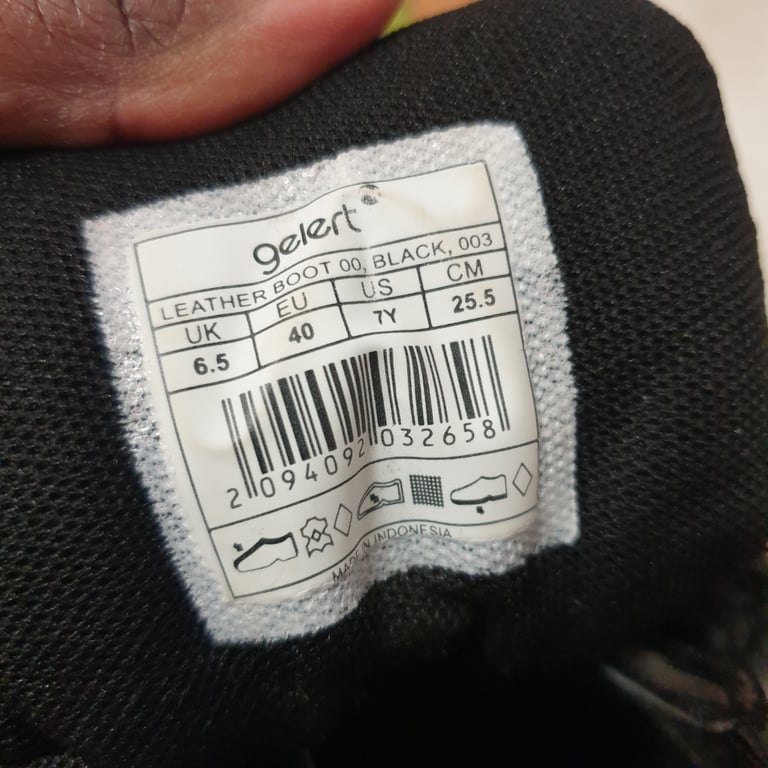 gelert
LEATHER BOOT 00, BLACK, 003
UK EU US CM
6.5 40 7Y 25.5
2 094092 032658
MADE IN INDONESIA